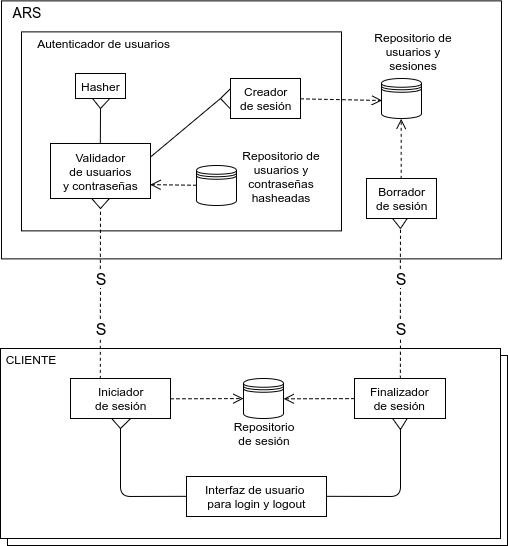 ARS
Autenticador de usuarios
Hasher
Creador
de sesión
Repositorio de
usuarios y
sesiones
Validador
de usuarios
y contraseñas
Repositorio de
usuarios y
contraseñas
hasheadas
Borrador
de sesión
S
S
S
S
CLIENTE
Iniciador
de sesión
Repositorio
de sesión
Finalizador
de sesión
Interfaz de usuario
para login y logout